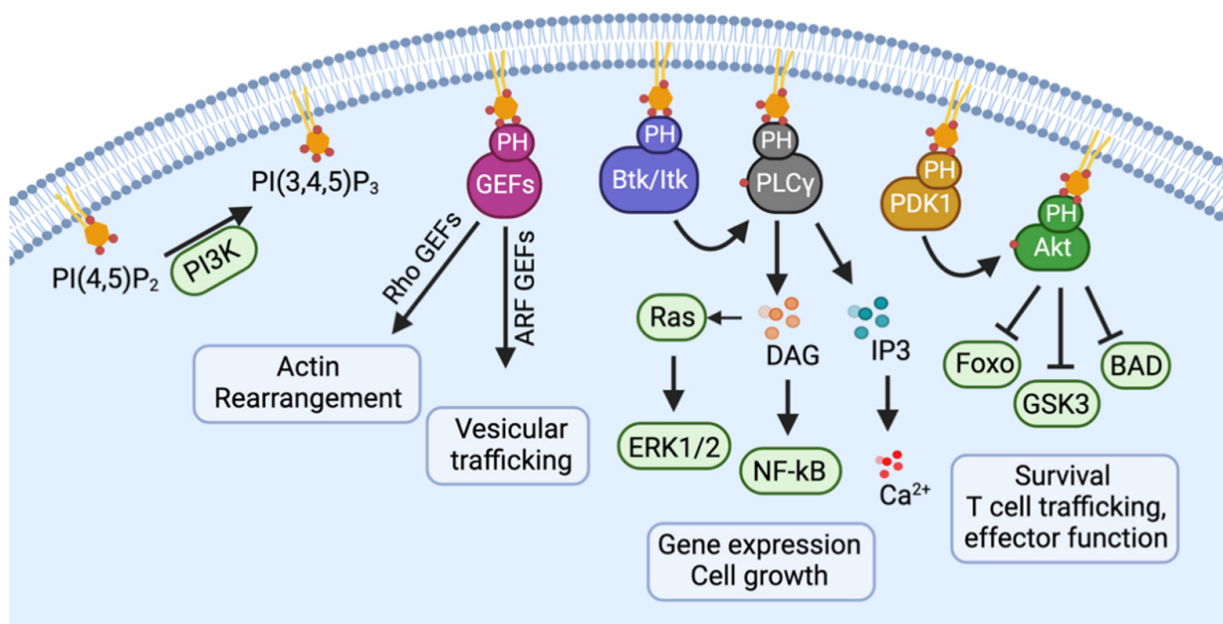 PI(4,5)P₂
PI3K
PI(3,4,5)P₃
PH
GEFs
Rho GEFs
ARF GEFs
Actin
Rearrangement
Vesicular
trafficking
PH
Btk/Itk
PH
PLCγ
Ras
DAG
IP3
ERK1/2
NF-kB
Ca²⁺
Gene expression
Cell growth
PH
PDK1
PH
Akt
Foxo
GSK3
BAD
Survival
T cell trafficking,
effector function